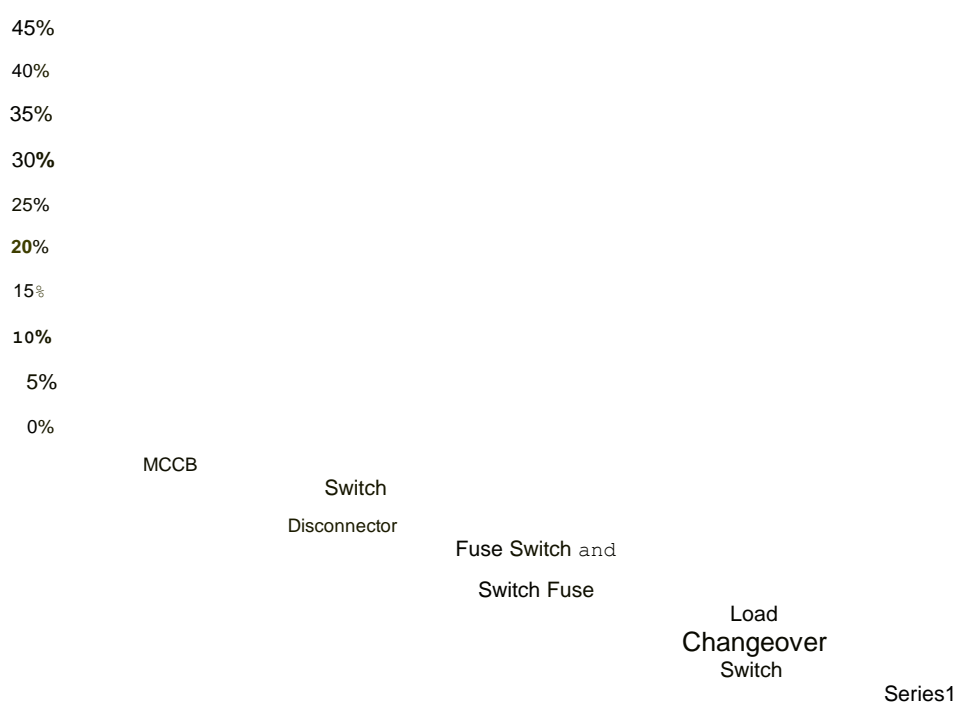 45%
40%
35%
30%
25%
20%
15%
10%
5%
0%
MCCB
Switch
Disconnector
Fuse Switch and
Switch Fuse
Load
Changeover
Switch
Series1